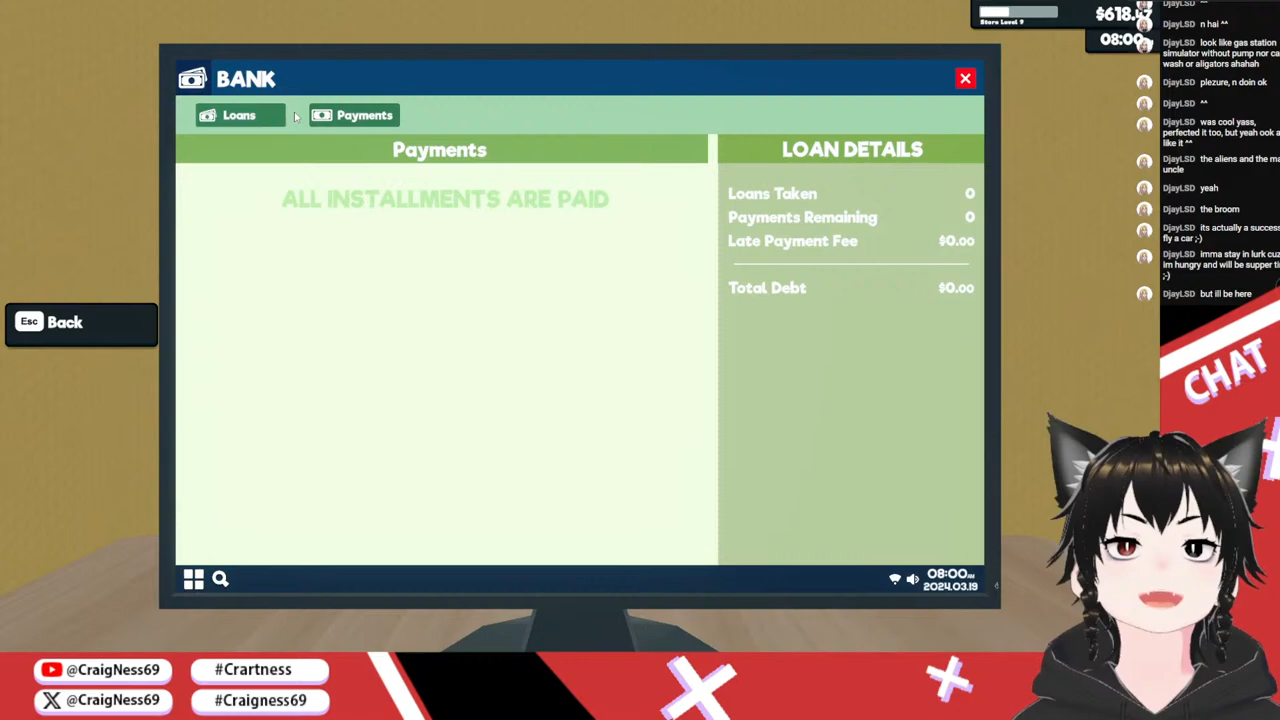 BANK
Loans
Payments
Payments
ALL INSTALLMENTS ARE PAID
LOAN DETAILS
Loans Taken 0
Payments Remaining 0
Late Payment Fee $0.00
Total Debt $0.00
08:00AM
2024.03.19
Esc Back
Store Level 9
08:00
DjayLSD ^^
DjayLSD n hai ^^
DjayLSD look like gas station
simulator without pump nor ca
wash or aligators ahahah
DjayLSD plezure, n doin ok
DjayLSD ^^
DjayLSD was cool yass,
perfected it too, but yeah ook a
like it ^^
DjayLSD the aliens and the ma
uncle
DjayLSD yeah
DjayLSD the broom
DjayLSD its actually a success
fly a car ;-)
DjayLSD imma stay in lurk cuz
im hungry and will be supper ti
;-)
DjayLSD but ill be here
CHAT
@CraigNess69
#Crartness
@CraigNess69
#Craigness69